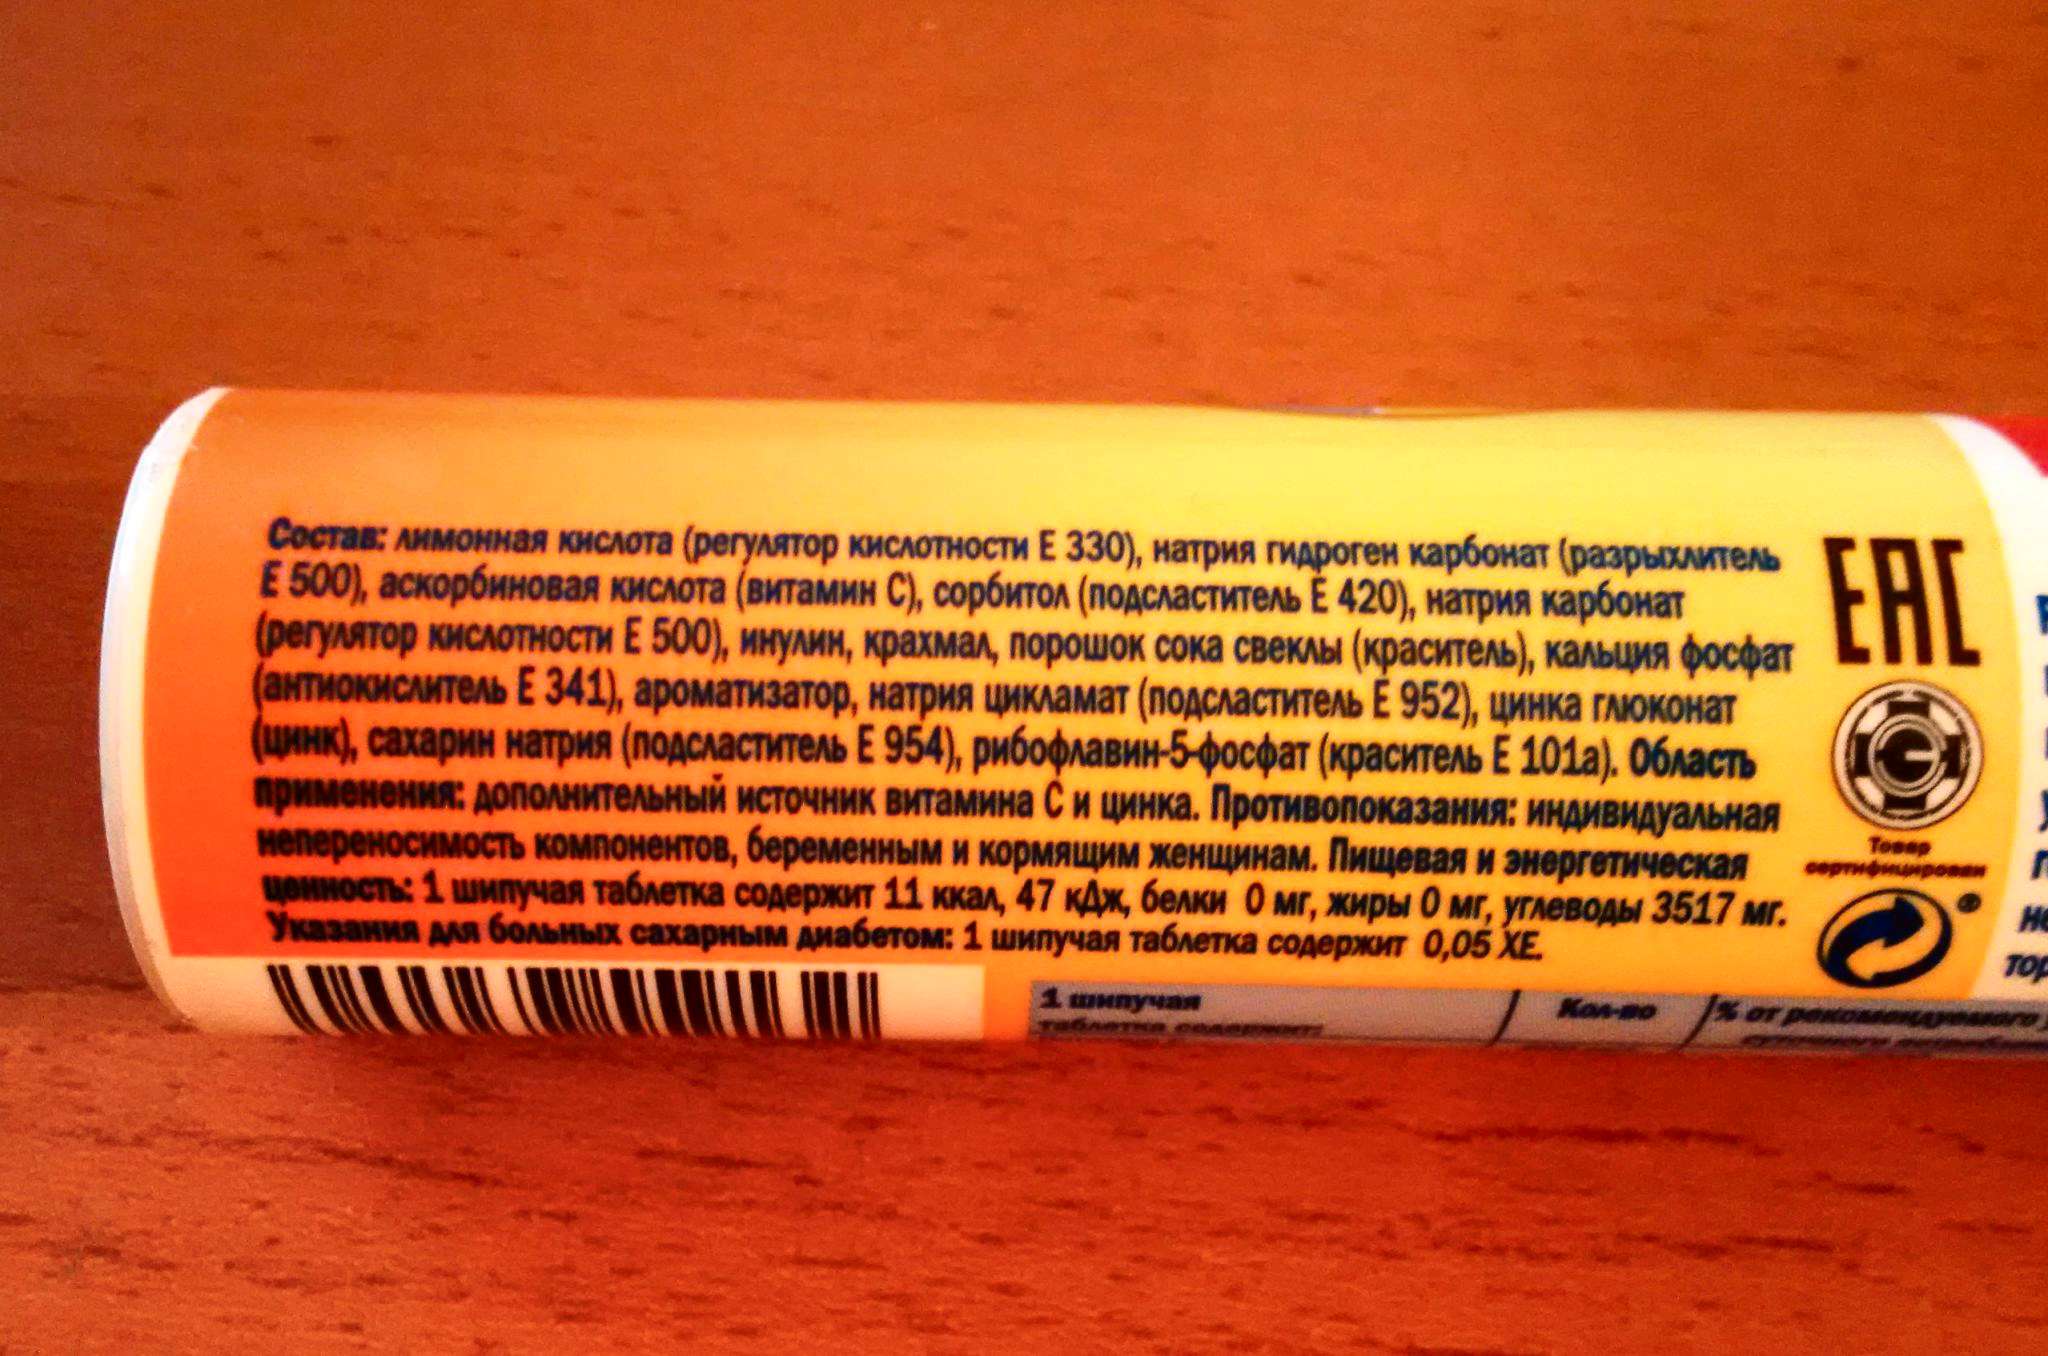 Состав: лимонная кислота (регулятор кислотности Е 330), натрия гидроген карбонат (разрыхлитель
Е 500), аскорбиновая кислота (витамин С), сорбитол (подсластитель Е 420), натрия карбонат
(регулятор кислотности Е 500), инулин, крахмал, порошок сока свеклы (краситель), кальция фосфат
(антиокислитель Е 341), ароматизатор, натрия цикламат (подсластитель Е 952), цинка глюконат
(цинк), сахарин натрия (подсластитель Е 954), рибофлавин-5-фосфат (краситель Е 101а). Область
применения: дополнительный источник витамина С и цинка. Противопоказания: индивидуальная
непереносимость компонентов, беременным и кормящим женщинам. Пищевая и энергетическая
ценность: 1 шипучая таблетка содержит 11 ккал, 47 кДж, белки 0 мг, жиры 0 мг, углеводы 3517 мг.
Указания для больных сахарным диабетом: 1 шипучая таблетка содержит 0,05 ХЕ.
ЕАС
Товар
сертифицирован
®
1 шипучая
таблетка содержит:
Кол-во
% от рекомендуемого
суточного